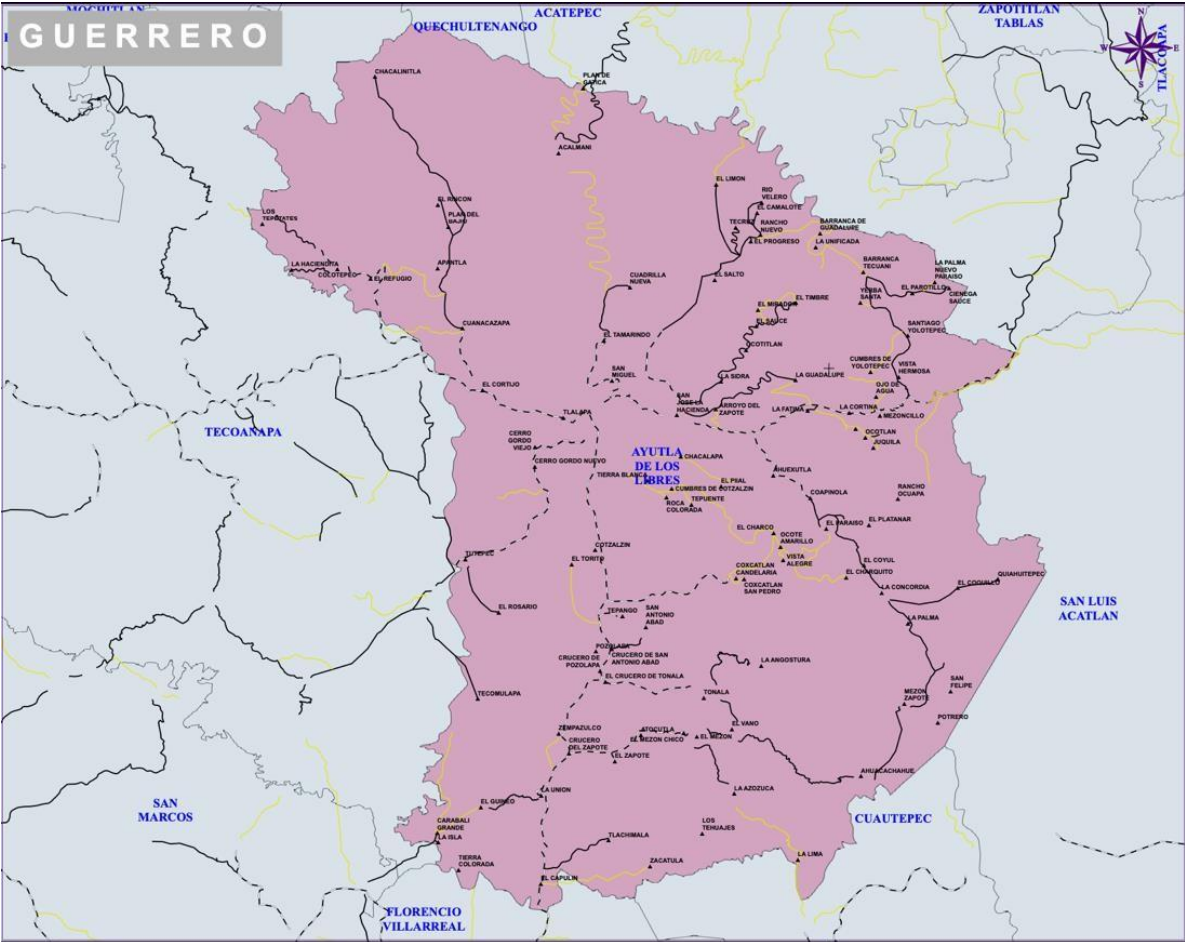 GUERRERO
MOCHITLAN
QUECHULTENANGO
ACATEPEC
ZAPOTITLAN
TABLAS
TLACOAPA
N
W
E
S
CHACALINITLA
PLAN DE
GATICA
ACALMANI
EL RINCON
PLAN DEL
BAJIO
LOS
TEPETATES
EL LIMON
RIO
VELERO
EL CAMALOTE
TECRUZ
RANCHO
NUEVO
EL PROGRESO
BARRANCA DE
GUADALUPE
LA UNIFICADA
LA HACIENDITA
COLOTEPEC
EL REFUGIO
APANTLA
CUADRILLA
NUEVA
EL SALTO
BARRANCA
TECUANI
LA PALMA
NUEVO
PARAISO
YERBA
SANTA
EL PAROTILLO
CIENEGA
SAUCE
EL MIRADOR
EL TIMBRE
EL SAUCE
CUANACAZAPA
EL TAMARINDO
OCOTITLAN
SANTIAGO
YOLOTEPEC
CUMBRES DE
YOLOTEPEC
VISTA
HERMOSA
SAN
MIGUEL
LA SIDRA
LA GUADALUPE
EL CORTIJO
OJO DE
AGUA
SAN
JOSE LA
HACIENDA
ARROYO DEL
ZAPOTE
LA FATIMA
LA CORTINA
MEZONCILLO
TLALAPA
TECOANAPA
CERRO
GORDO
VIEJO
OCOTLAN
JUQUILA
AYUTLA
DE LOS
LIBRES
CHACALAPA
CERRO GORDO NUEVO
TIERRA BLANCA
AHUEXUTLA
EL PIÑAL
CUMBRES DE COTZALZIN
ROCA
COLORADA
TEPUENTE
COAPINOLA
RANCHO
OCUAPA
EL CHARCO
OCOTE
AMARILLO
EL PARAISO
EL PLATANAR
TUTEPEC
COTZALZIN
EL TORITO
VISTA
ALEGRE
COXCATLAN
CANDELARIA
COXCATLAN
SAN PEDRO
EL COYUL
EL CHARQUITO
LA CONCORDIA
EL COQUILLO
QUIAHUITEPEC
SAN LUIS
ACATLAN
EL ROSARIO
TEPANGO
SAN
ANTONIO
ABAD
LA PALMA
POZOLAPA
CRUCERO DE
POZOLAPA
CRUCERO DE SAN
ANTONIO ABAD
LA ANGOSTURA
EL CRUCERO DE TONALA
TECOMULAPA
TONALA
MEZON
ZAPOTE
SAN
FELIPE
POTRERO
ZEMPAZULCO
CRUCERO
DEL ZAPOTE
ATOCUTLA
EL MEZON CHICO
EL MEZON
EL VANO
EL ZAPOTE
AHUACACHAHUE
LA AZOZUCA
SAN
MARCOS
EL GUINEO
LA UNION
CARABALI
GRANDE
LA ISLA
TLACHIMALA
LOS
TEHUAJES
CUAUTEPEC
TIERRA
COLORADA
ZACATULA
LA LIMA
EL CAPULIN
FLORENCIO
VILLARREAL